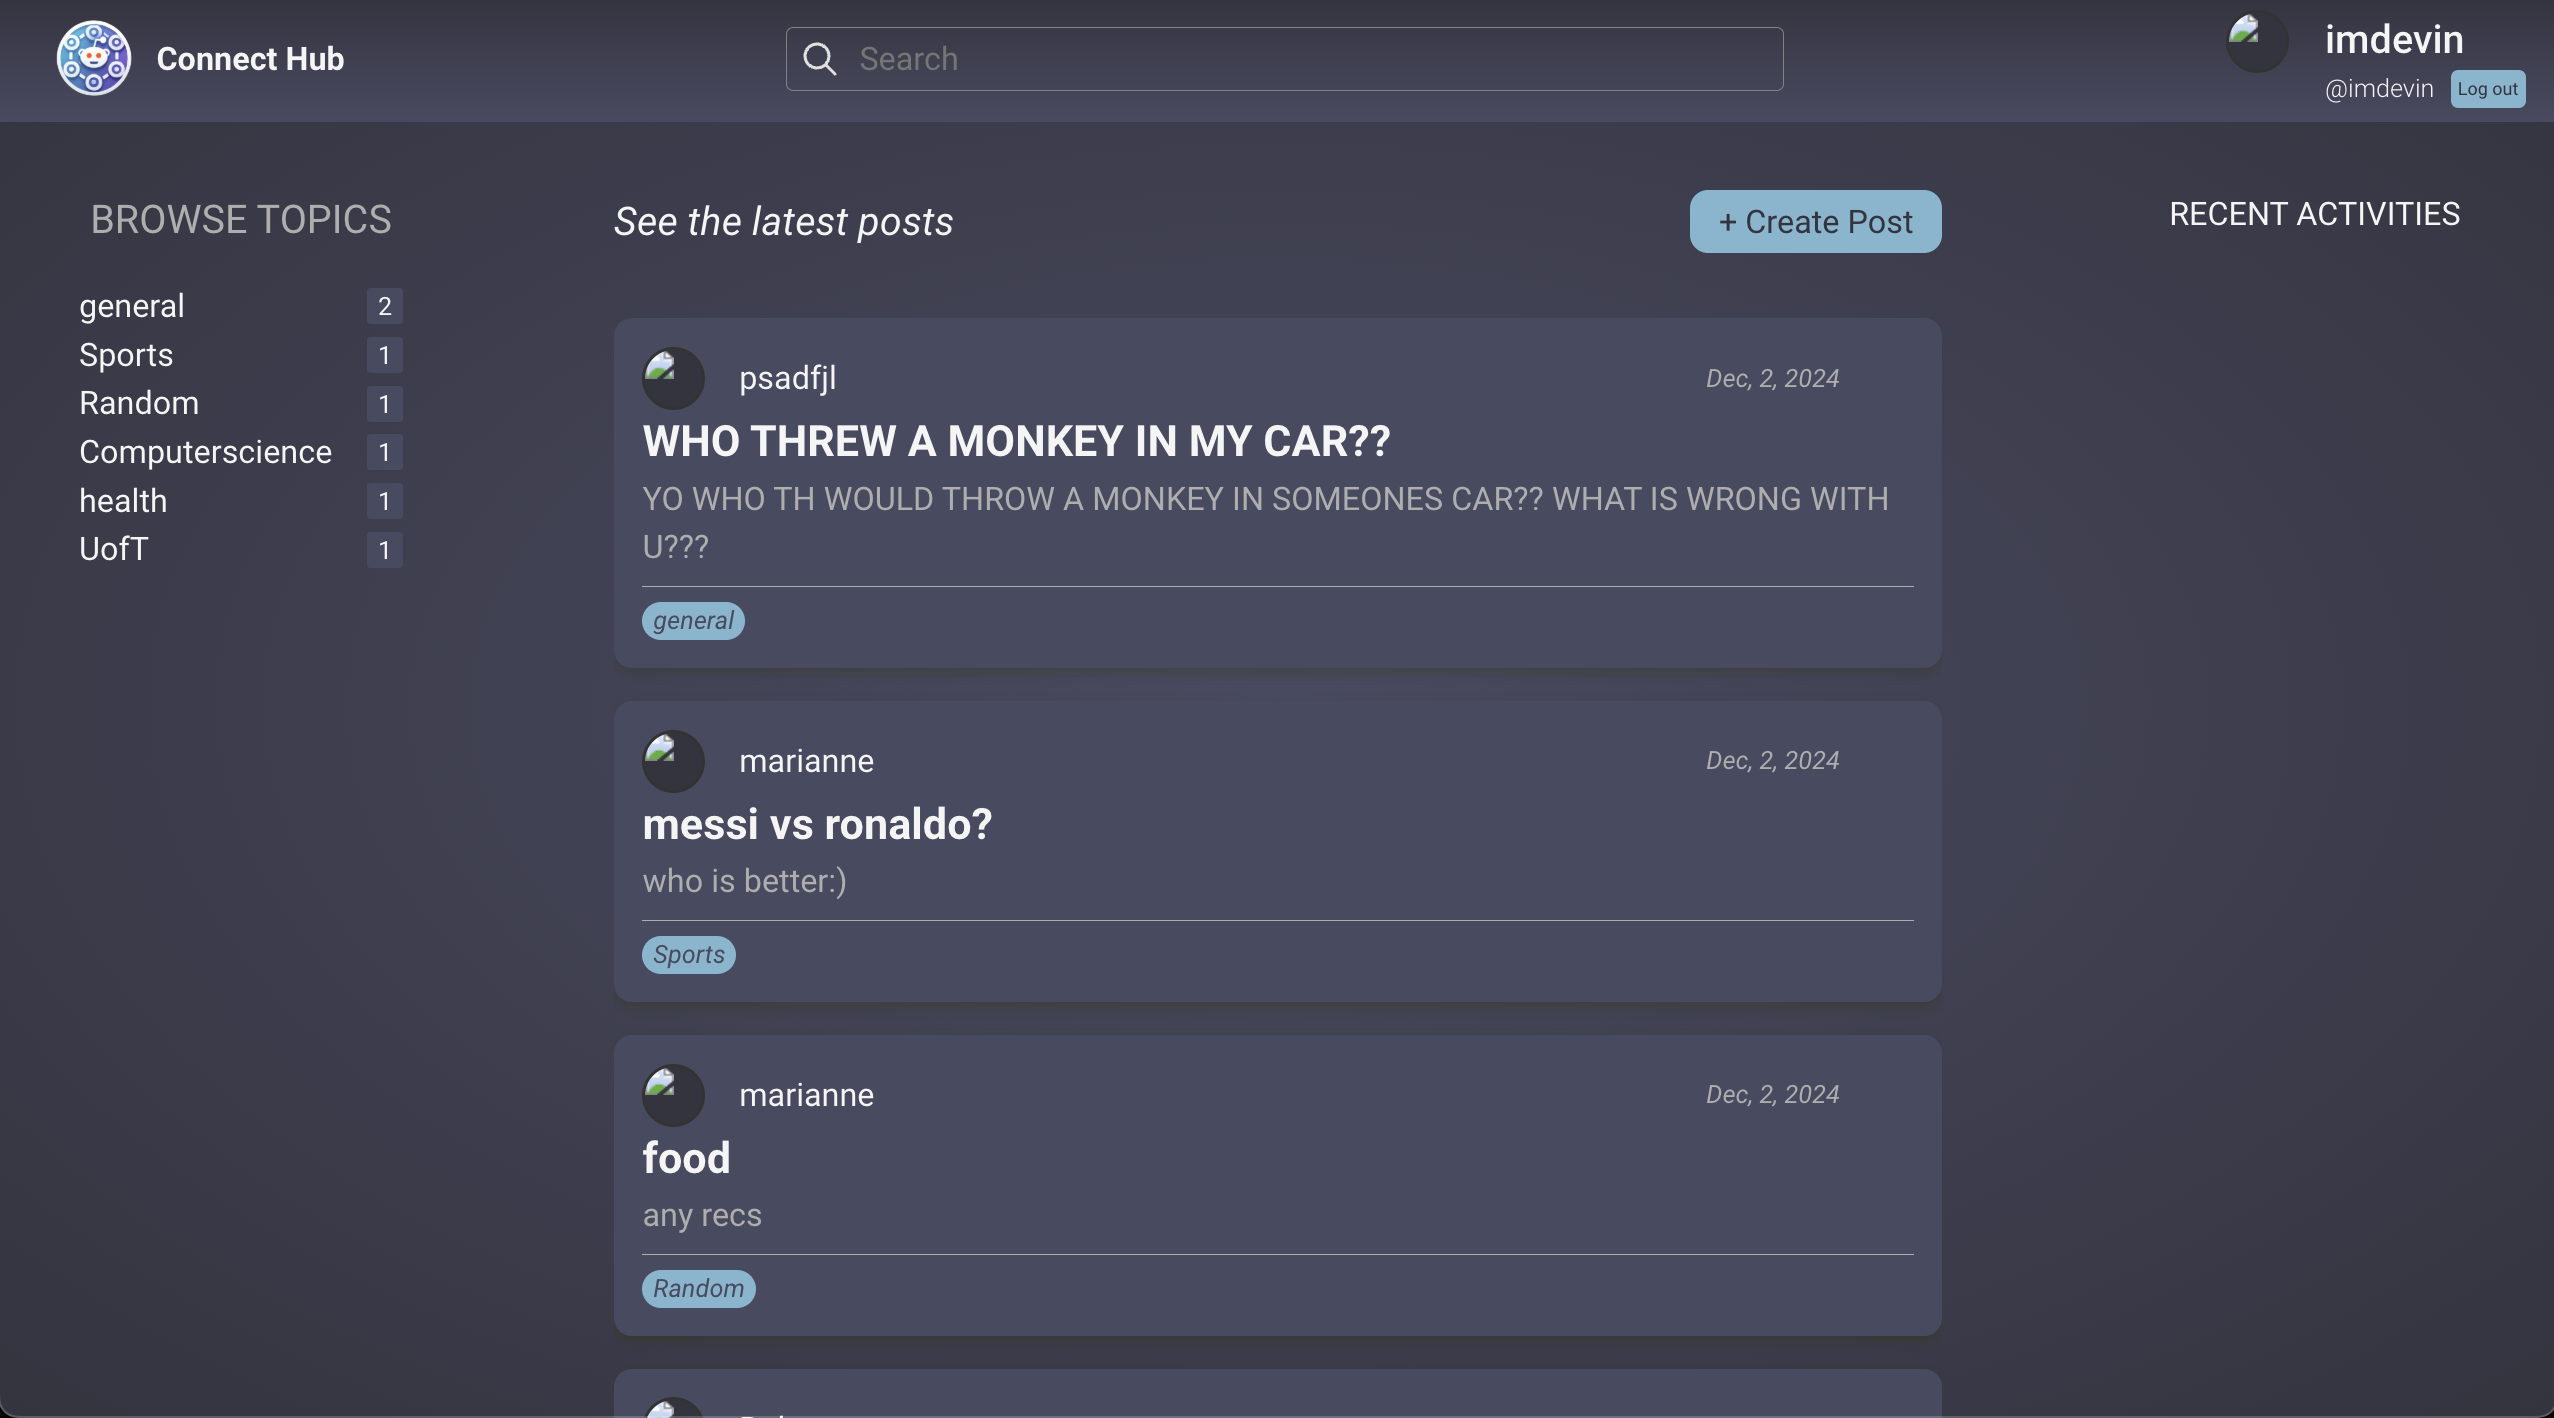 Connect Hub
Search
imdevin
@imdevin
Log out
BROWSE TOPICS
general 2
Sports 1
Random 1
Computerscience 1
health 1
UofT 1
See the latest posts
+ Create Post
psadfjl
Dec, 2, 2024
WHO THREW A MONKEY IN MY CAR??
YO WHO TH WOULD THROW A MONKEY IN SOMEONES CAR?? WHAT IS WRONG WITH
U???
general
marianne
Dec, 2, 2024
messi vs ronaldo?
who is better:)
Sports
marianne
Dec, 2, 2024
food
any recs
Random
RECENT ACTIVITIES